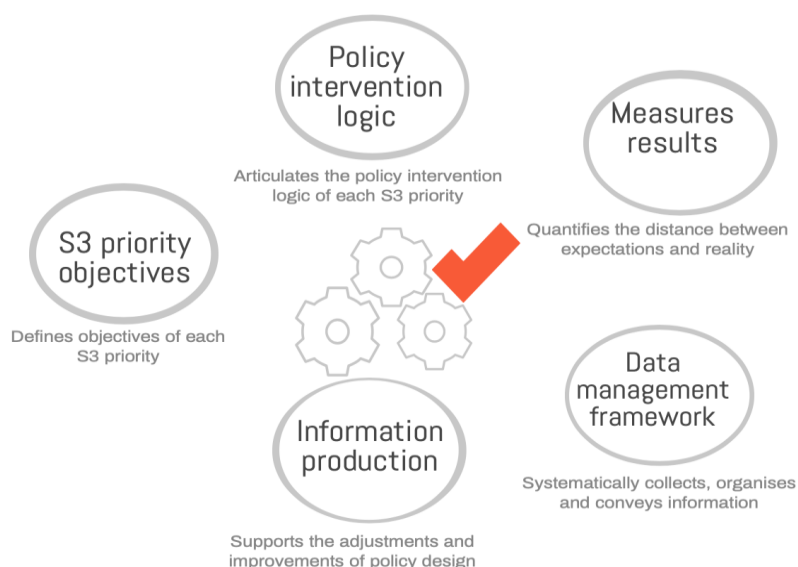 Policy
intervention
logic
Articulates the policy intervention
logic of each S3 priority
Measures
results
Quantifies the distance between
expectations and reality
S3 priority
objectives
Defines objectives of each
S3 priority
Data
management
framework
Systematically collects, organises
and conveys information
Information
production
Supports the adjustments and
improvements of policy design